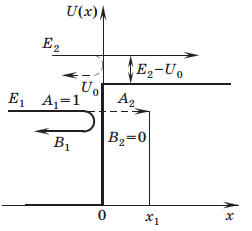 U(x)
E₂
E₂–U₀
U₀
E₁ A₁=1 A₂
B₁ B₂=0
0 x₁ x